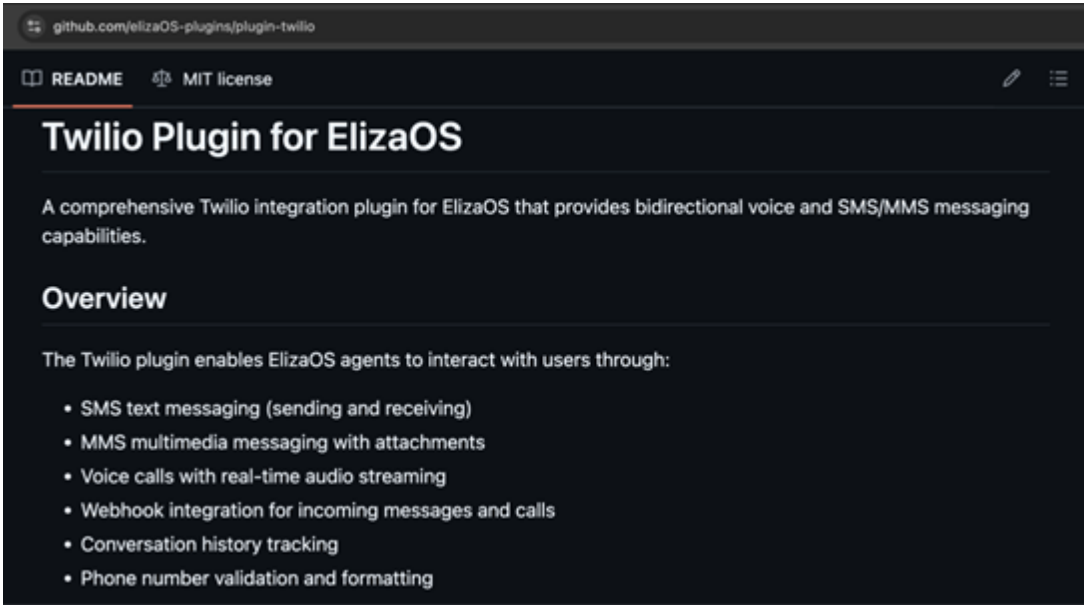 github.com/elizaOS-plugins/plugin-twilio
README MIT license
Twilio Plugin for ElizaOS
A comprehensive Twilio integration plugin for ElizaOS that provides bidirectional voice and SMS/MMS messaging
capabilities.
Overview
The Twilio plugin enables ElizaOS agents to interact with users through:
• SMS text messaging (sending and receiving)
• MMS multimedia messaging with attachments
• Voice calls with real-time audio streaming
• Webhook integration for incoming messages and calls
• Conversation history tracking
• Phone number validation and formatting